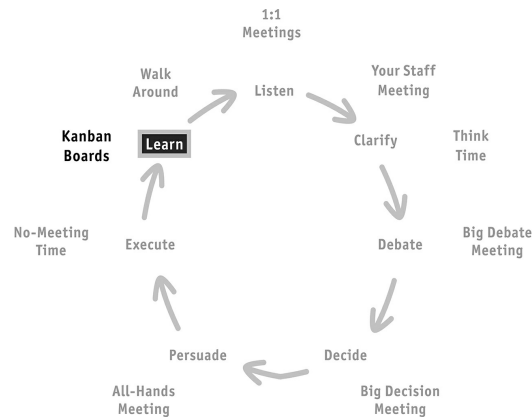 1:1
Meetings
Walk
Around
Listen
Your Staff
Meeting
Kanban
Boards
Learn
Clarify
Think
Time
No-Meeting
Time
Execute
Debate
Big Debate
Meeting
Persuade
Decide
All-Hands
Meeting
Big Decision
Meeting